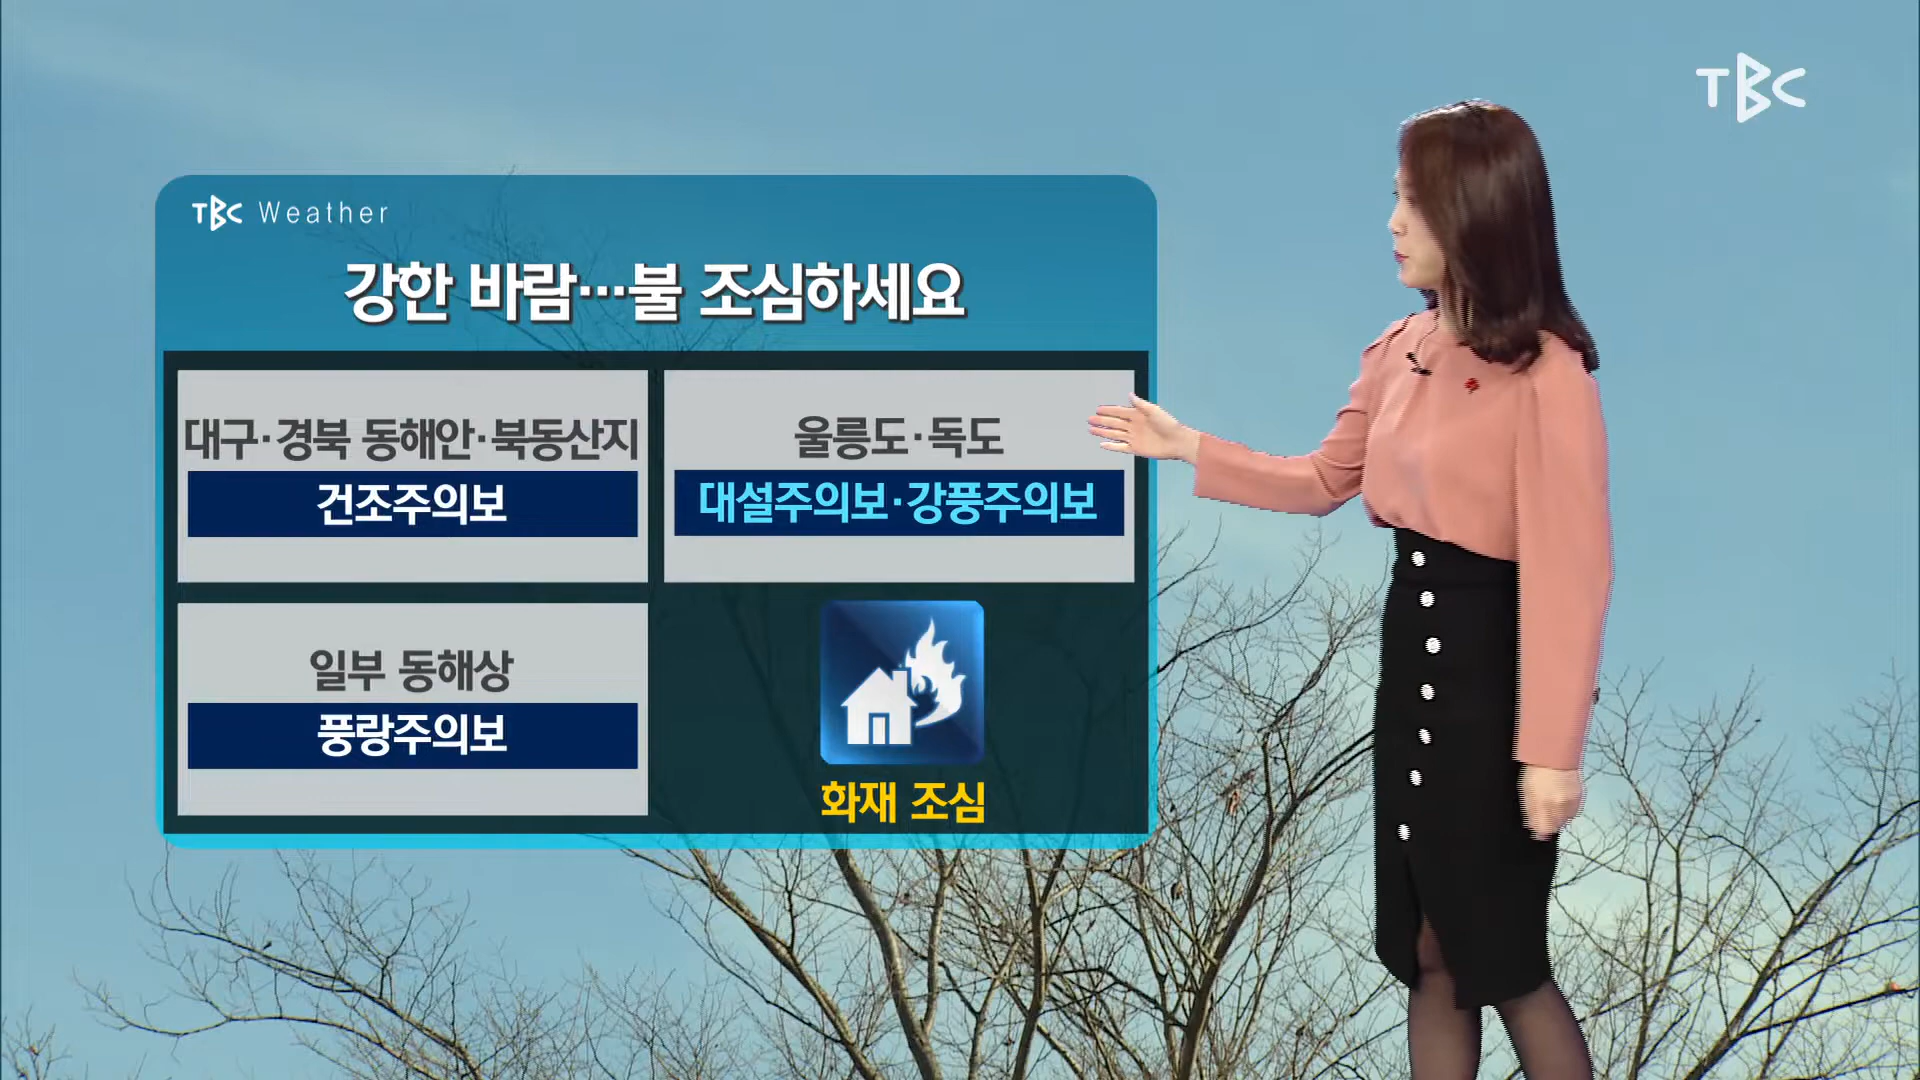 TBC
TBC Weather
강한 바람…불 조심하세요
대구·경북 동해안·북동산지
건조주의보
울릉도·독도
대설주의보·강풍주의보
일부 동해상
풍랑주의보
화재 조심